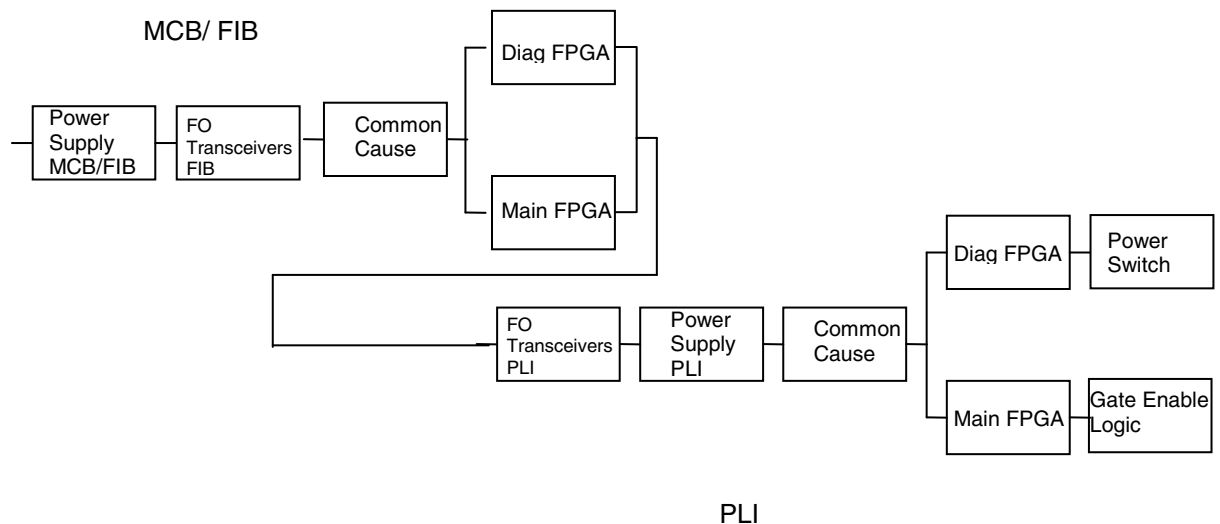 MCB/ FIB
Diag FPGA
Power
Supply
MCB/FIB
FO
Transceivers
FIB
Common
Cause
Main FPGA
Diag FPGA
Power
Switch
FO
Transceivers
PLI
Power
Supply
PLI
Common
Cause
Main FPGA
Gate Enable
Logic
PLI